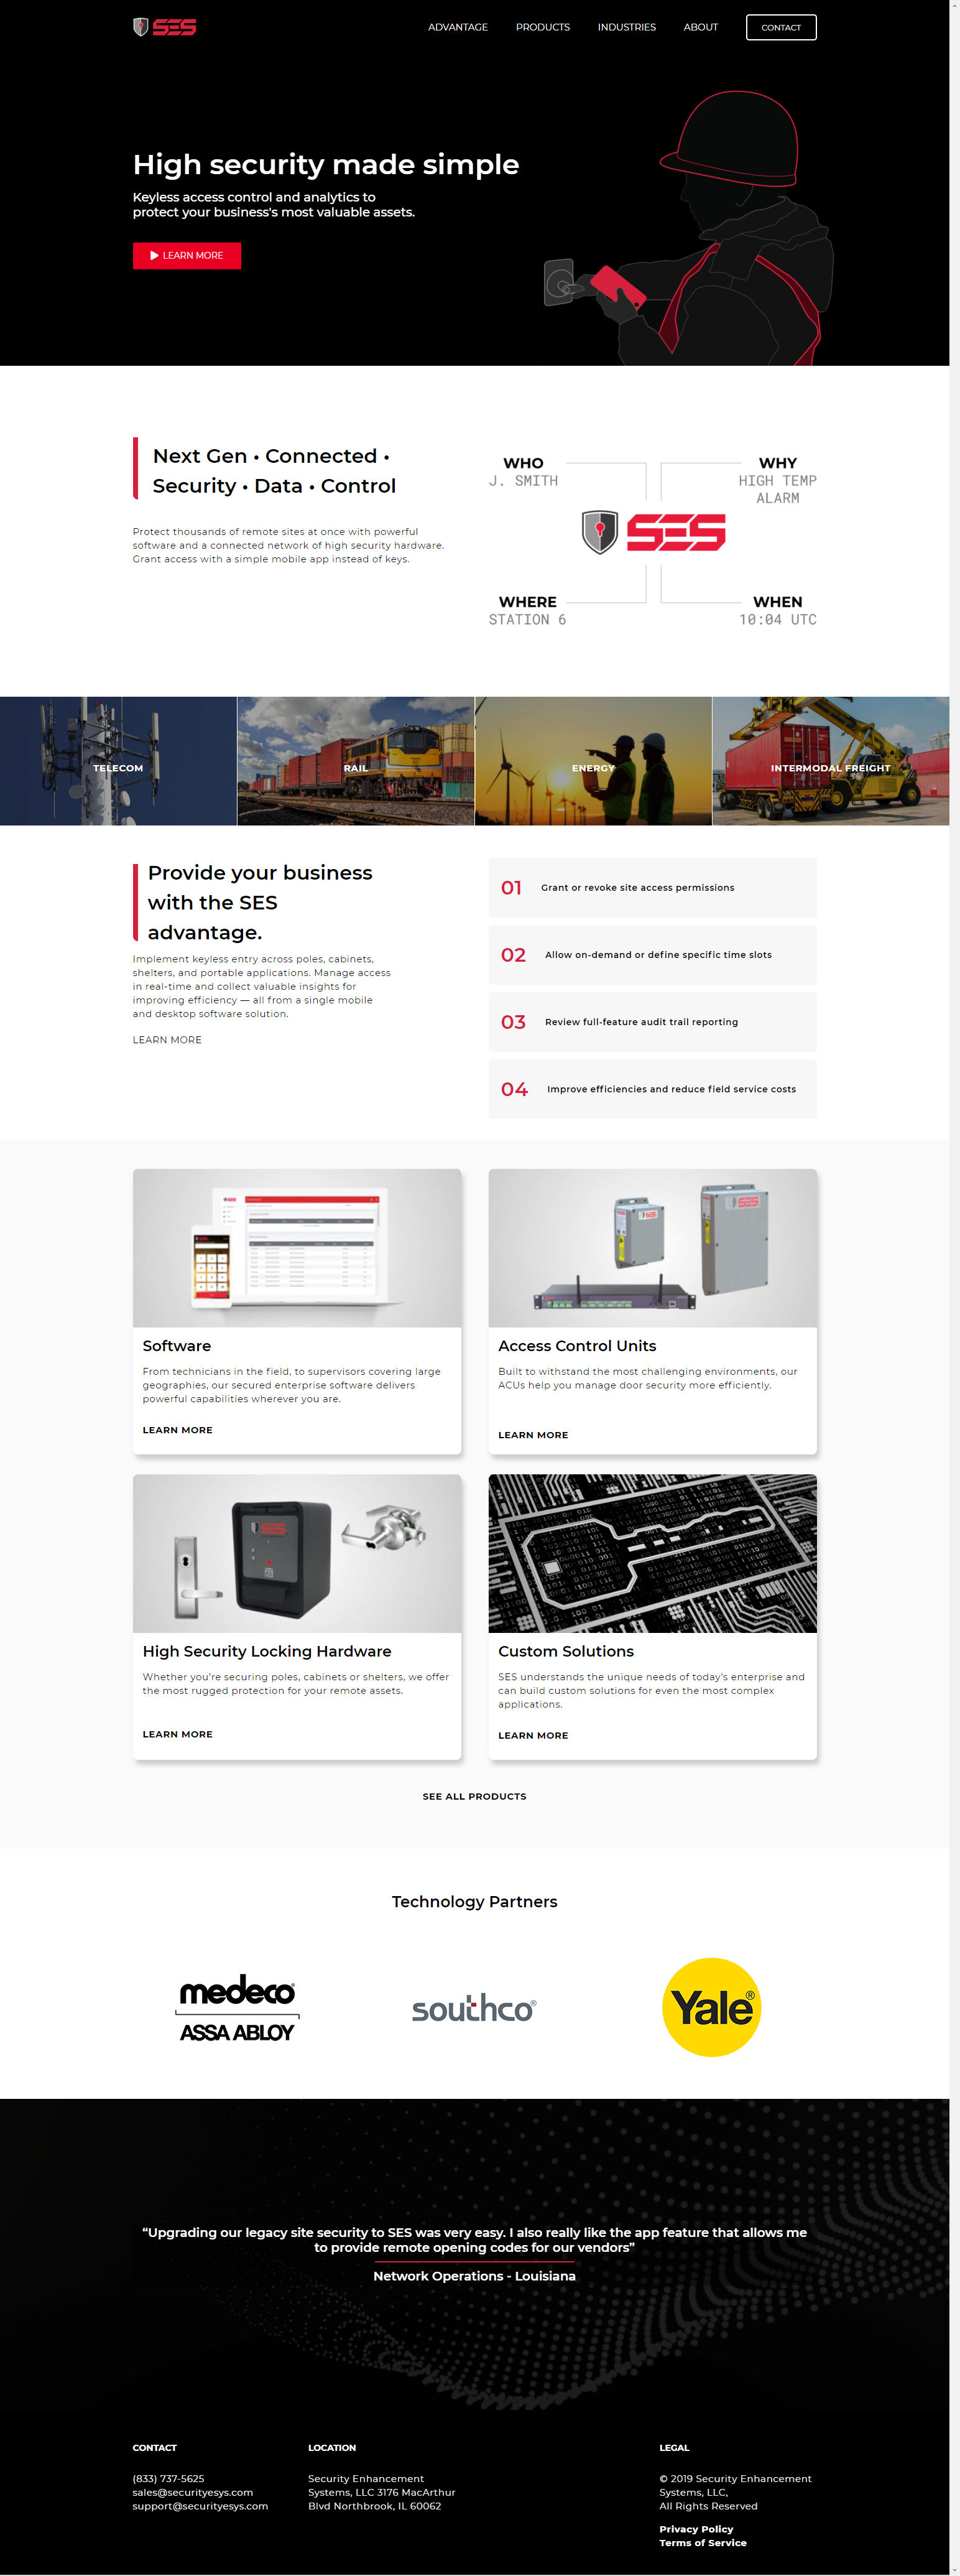 SES
ADVANTAGE
PRODUCTS
INDUSTRIES
ABOUT
CONTACT
High security made simple
Keyless access control and analytics to
protect your business's most valuable assets.
LEARN MORE
Next Gen • Connected •
Security • Data • Control
Protect thousands of remote sites at once with powerful
software and a connected network of high security hardware.
Grant access with a simple mobile app instead of keys.
WHO
J. SMITH
WHY
HIGH TEMP
ALARM
SES
WHERE
STATION 6
WHEN
10:04 UTC
TELECOM
RAIL
ENERGY
INTERMODAL FREIGHT
Provide your business
with the SES
advantage.
Implement keyless entry across poles, cabinets,
shelters, and portable applications. Manage access
in real-time and collect valuable insights for
improving efficiency — all from a single mobile
and desktop software solution.
LEARN MORE
01 Grant or revoke site access permissions
02 Allow on-demand or define specific time slots
03 Review full-feature audit trail reporting
04 Improve efficiencies and reduce field service costs
Software
From technicians in the field, to supervisors covering large
geographies, our secured enterprise software delivers
powerful capabilities wherever you are.
LEARN MORE
SES
Access Control Units
Built to withstand the most challenging environments, our
ACUs help you manage door security more efficiently.
LEARN MORE
SES
High Security Locking Hardware
Whether you're securing poles, cabinets or shelters, we offer
the most rugged protection for your remote assets.
LEARN MORE
Custom Solutions
SES understands the unique needs of today's enterprise and
can build custom solutions for even the most complex
applications.
LEARN MORE
SEE ALL PRODUCTS
Technology Partners
medeco
ASSA ABLOY
southco®
Yale®
“Upgrading our legacy site security to SES was very easy. I also really like the app feature that allows me
to provide remote opening codes for our vendors”
Network Operations - Louisiana
CONTACT
(833) 737-5625
sales@securityesys.com
support@securityesys.com
LOCATION
Security Enhancement
Systems, LLC 3176 MacArthur
Blvd Northbrook, IL 60062
LEGAL
© 2019 Security Enhancement
Systems, LLC,
All Rights Reserved
Privacy Policy
Terms of Service